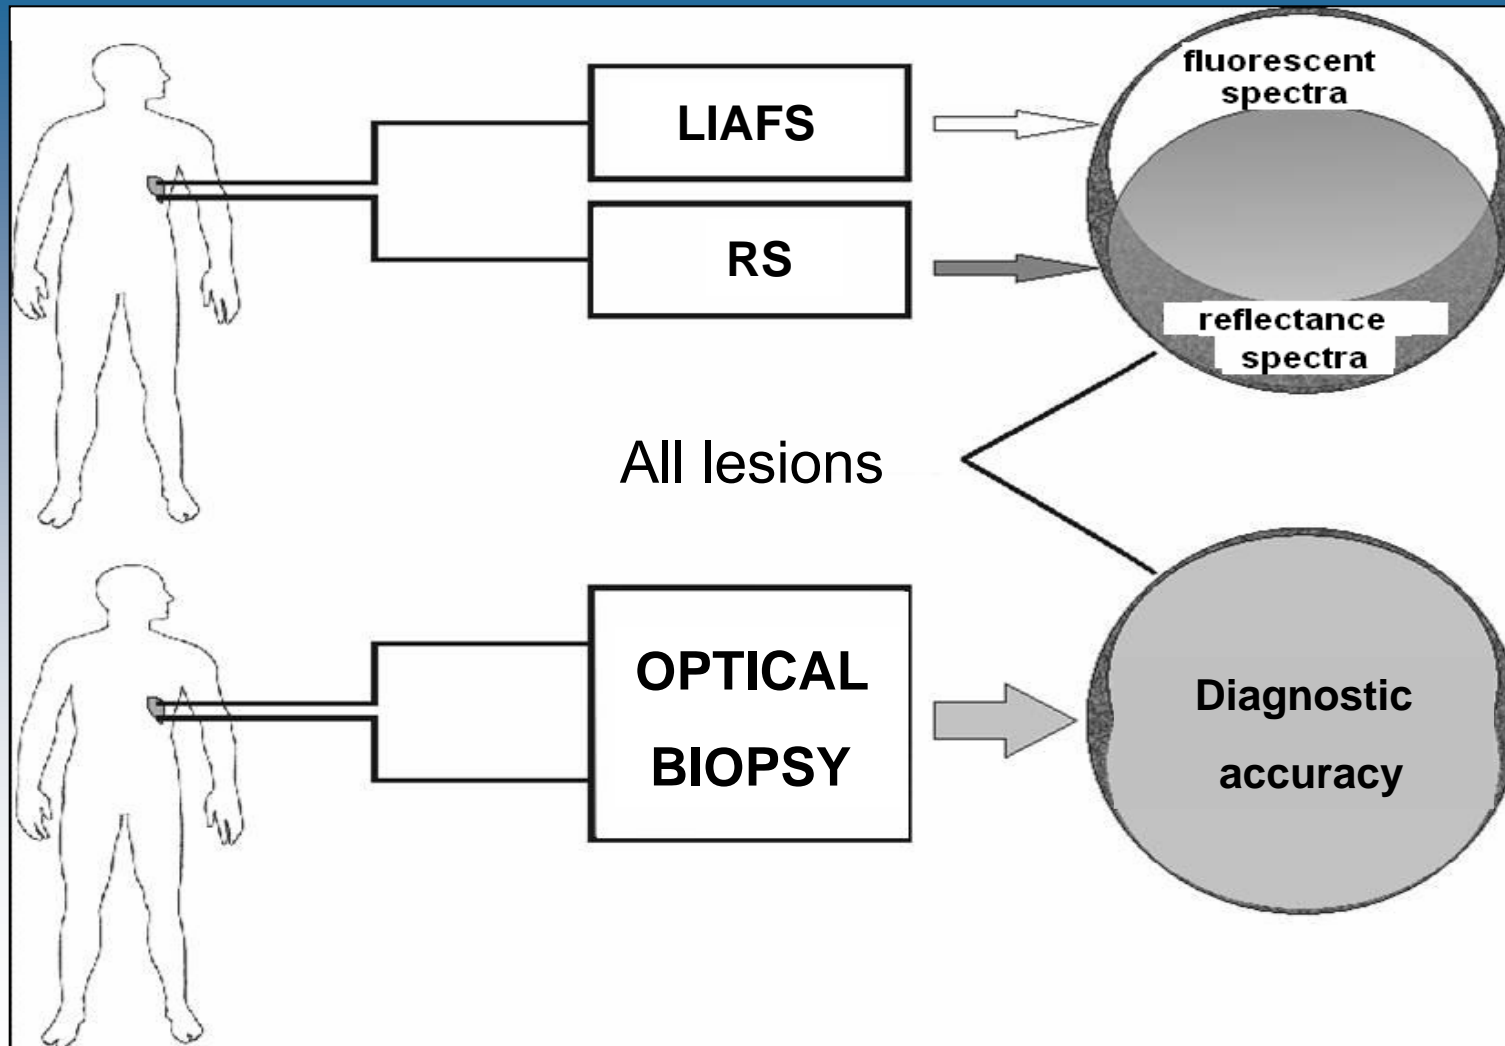 LIAFS
fluorescent
spectra
RS
reflectance
spectra
All lesions
OPTICAL
BIOPSY
Diagnostic
accuracy